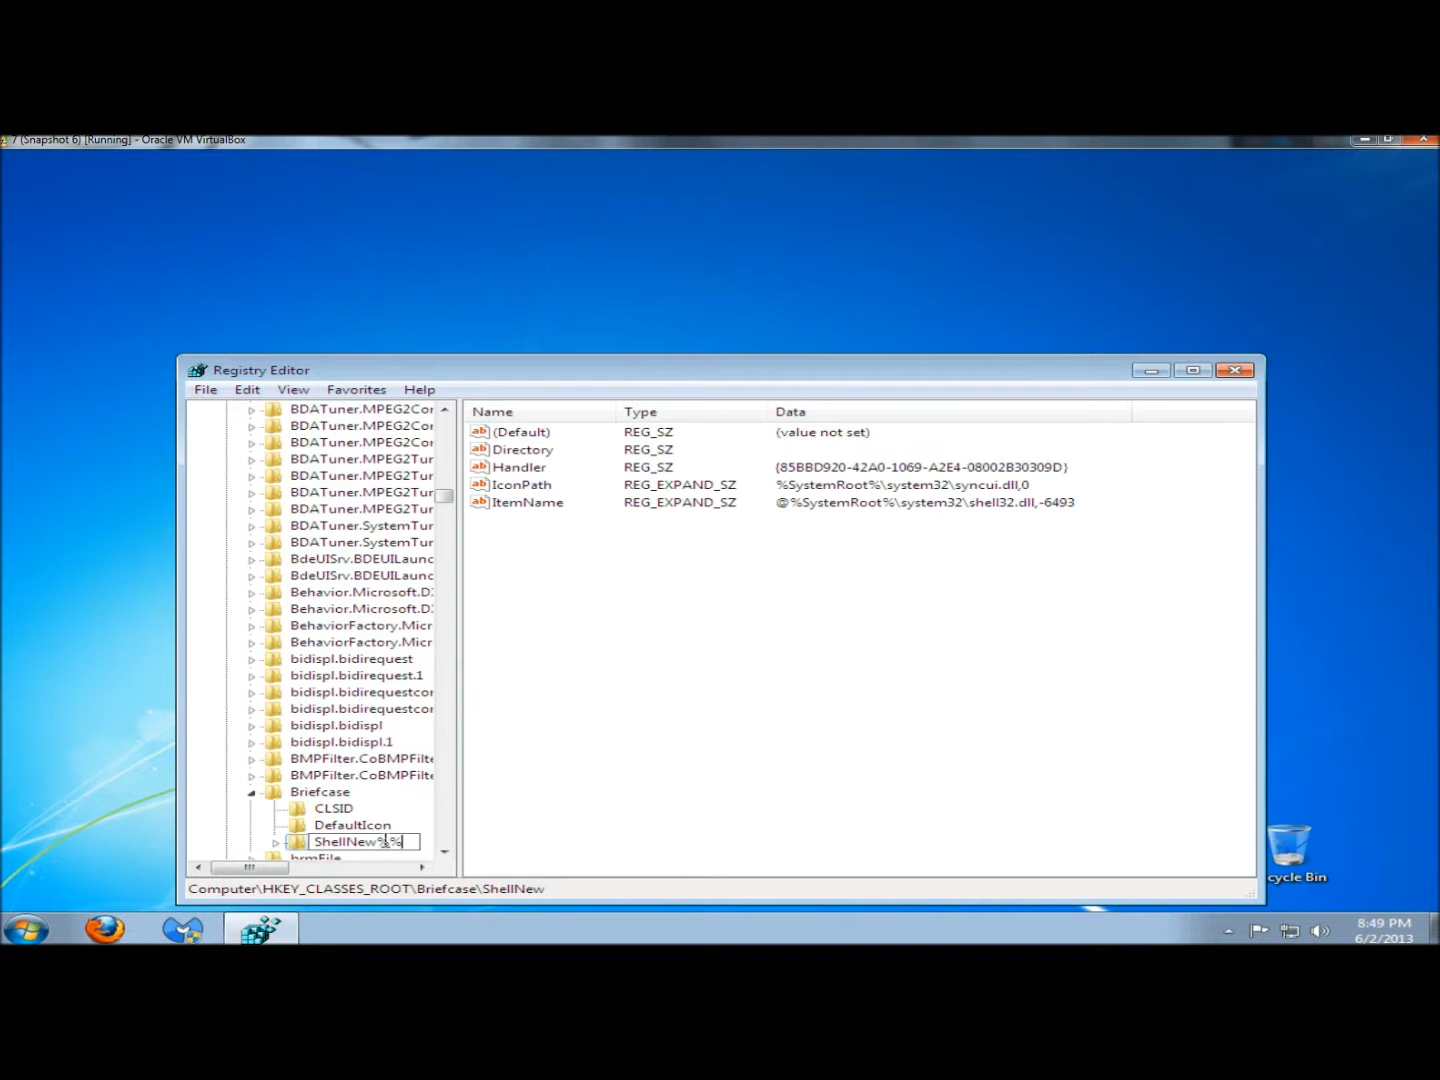 7 (Snapshot 6) [Running] - Oracle VM VirtualBox
Registry Editor
File Edit View Favorites Help
BDATuner.MPEG2Cor
BDATuner.MPEG2Cor
BDATuner.MPEG2Cor
BDATuner.MPEG2Tur
BDATuner.MPEG2Tur
BDATuner.MPEG2Tur
BDATuner.MPEG2Tur
BDATuner.SystemTur
BDATuner.SystemTur
BdeUISrv.BDEUILaunc
BdeUISrv.BDEUILaunc
Behavior.Microsoft.D
Behavior.Microsoft.D
BehaviorFactory.Micr
BehaviorFactory.Micr
bidispl.bidirequest
bidispl.bidirequest.1
bidispl.bidirequestcor
bidispl.bidirequestcor
bidispl.bidispl
bidispl.bidispl.1
BMPFilter.CoBMPFilte
BMPFilter.CoBMPFilte
Briefcase
CLSID
DefaultIcon
ShellNew%%
brmFile
Name Type Data
(Default) REG_SZ (value not set)
Directory REG_SZ
Handler REG_SZ {85BBD920-42A0-1069-A2E4-08002B30309D}
IconPath REG_EXPAND_SZ %SystemRoot%\system32\syncui.dll,0
ItemName REG_EXPAND_SZ @%SystemRoot%\system32\shell32.dll,-6493
Computer\HKEY_CLASSES_ROOT\Briefcase\ShellNew
cycle Bin
8:49 PM
6/2/2013